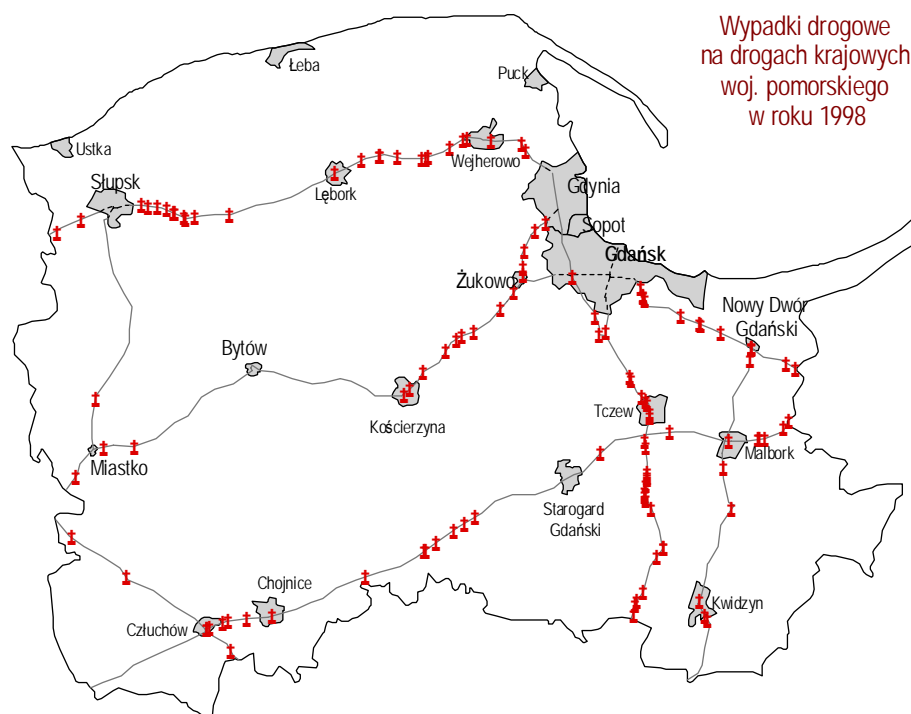 Wypadki drogowe
na drogach krajowych
woj. pomorskiego
w roku 1998
Łeba
Puck
Ustka
Wejherowo
Słupsk
Lębork
Gdynia
Sopot
Gdańsk
Żukowo
Nowy Dwór
Gdański
Bytów
Kościerzyna
Tczew
Malbork
Miastko
Starogard
Gdański
Chojnice
Kwidzyn
Człuchów